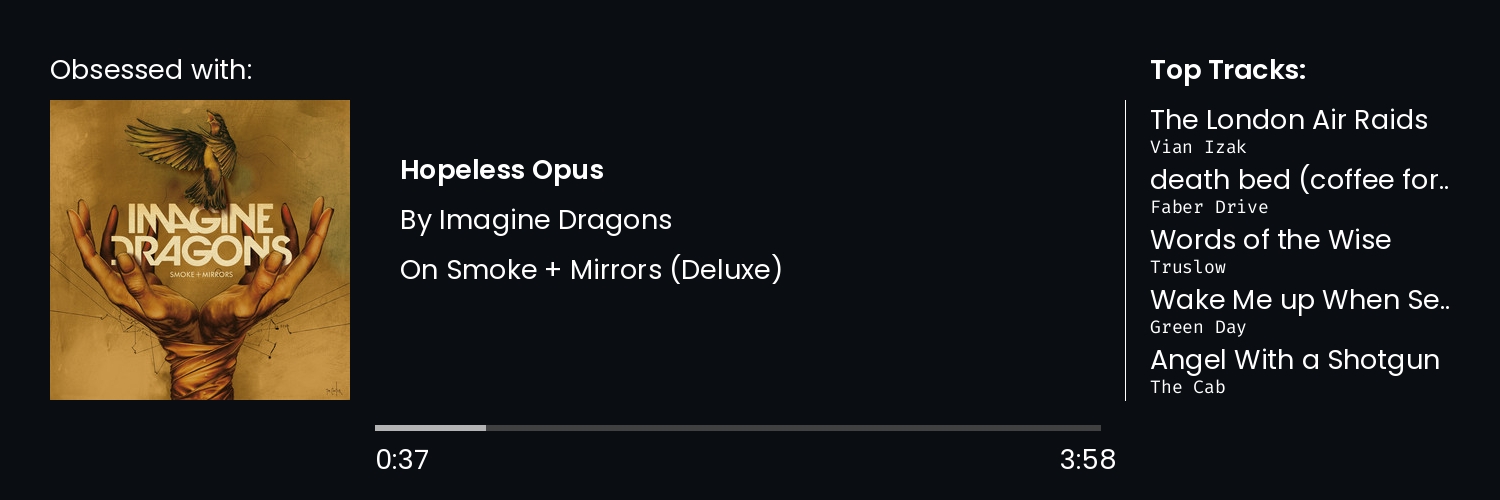 Obsessed with:
IMAGINE
DRAGONS
SMOKE + MIRRORS
Hopeless Opus
By Imagine Dragons
On Smoke + Mirrors (Deluxe)
0:37
3:58
Top Tracks:
The London Air Raids
Vian Izak
death bed (coffee for..
Faber Drive
Words of the Wise
Truslow
Wake Me up When Se..
Green Day
Angel With a Shotgun
The Cab